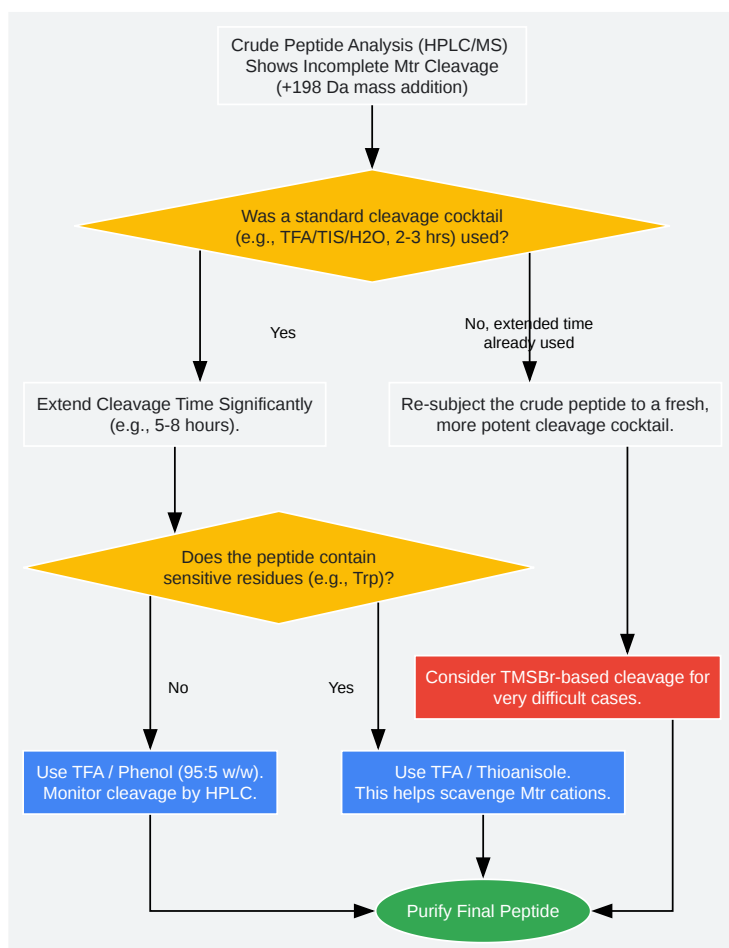 Crude Peptide Analysis (HPLC/MS)
Shows Incomplete Mtr Cleavage
(+198 Da mass addition)
Was a standard cleavage cocktail
(e.g., TFA/TIS/H2O, 2-3 hrs) used?
Yes
No, extended time
already used
Extend Cleavage Time Significantly
(e.g., 5-8 hours).
Re-subject the crude peptide to a fresh,
more potent cleavage cocktail.
Does the peptide contain
sensitive residues (e.g., Trp)?
No
Yes
Consider TMSBr-based cleavage for
very difficult cases.
Use TFA / Phenol (95:5 w/w).
Monitor cleavage by HPLC.
Use TFA / Thioanisole.
This helps scavenge Mtr cations.
Purify Final Peptide